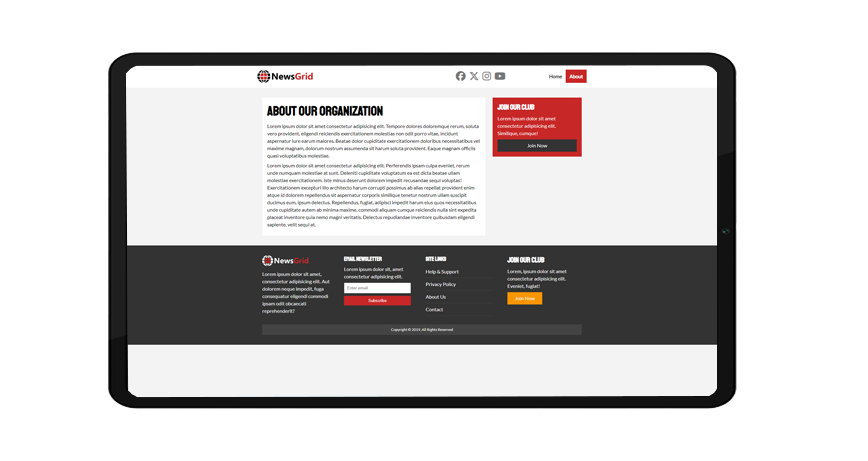 NewsGrid
Home
About
ABOUT OUR ORGANIZATION
Lorem ipsum dolor sit amet consectetur adipisicing elit. Tempore dolores doloremque rerum, soluta
vero provident, eligendi reiciendis exercitationem molestiae non odit porro vitae, incidunt
aspernatur iure earum maiores. Beatae dolor cupiditate exercitationem doloribus necessitatibus vel
maxime magnam, dolorum nostrum assumenda sit harum soluta provident. Eaque magnam officiis
quasi voluptatibus molestiae.
Lorem ipsum dolor sit amet consectetur adipisicing elit. Perferendis ipsam culpa eveniet, rerum
unde numquam molestiae at sunt. Deleniti cupiditate voluptatum ea est dicta beatae ullam
molestias exercitationem. Iste minus deserunt dolorem impedit recusandae sequi voluptas!
Exercitationem excepturi illo architecto harum corrupti possimus ab alias repellat provident enim
atque id dolorem repellendus sit aspernatur corporis similique tenetur nostrum ullam suscipit
ducimus eum, ipsum delectus. Repellendus, fugiat, adipisci impedit harum eius quos necessitatibus
unde cupiditate autem ab minima maxime, commodi aliquam cumque reiciendis nulla sint expedita
placeat inventore quia nemo magni veritatis. Delectus repudiandae inventore quibusdam eligendi
sapiente, velit sequi at.
JOIN OUR CLUB
Lorem ipsum dolor sit amet
consectetur adipisicing elit.
Similique, cumque!
Join Now
NewsGrid
Lorem ipsum dolor sit amet,
consectetur adipisicing elit. Aut
dolorem neque impedit, fuga
consequatur eligendi commodi
ipsam odit obcaecati
reprehenderit?
EMAIL NEWSLETTER
Lorem ipsum dolor sit, amet
consectetur adipisicing elit.
Enter email
Subscribe
SITE LINKS
Help & Support
Privacy Policy
About Us
Contact
JOIN OUR CLUB
Lorem, ipsum dolor sit amet
consectetur adipisicing elit.
Eveniet, fugiat!
Join Now
Copyright © 2019, All Rights Reserved